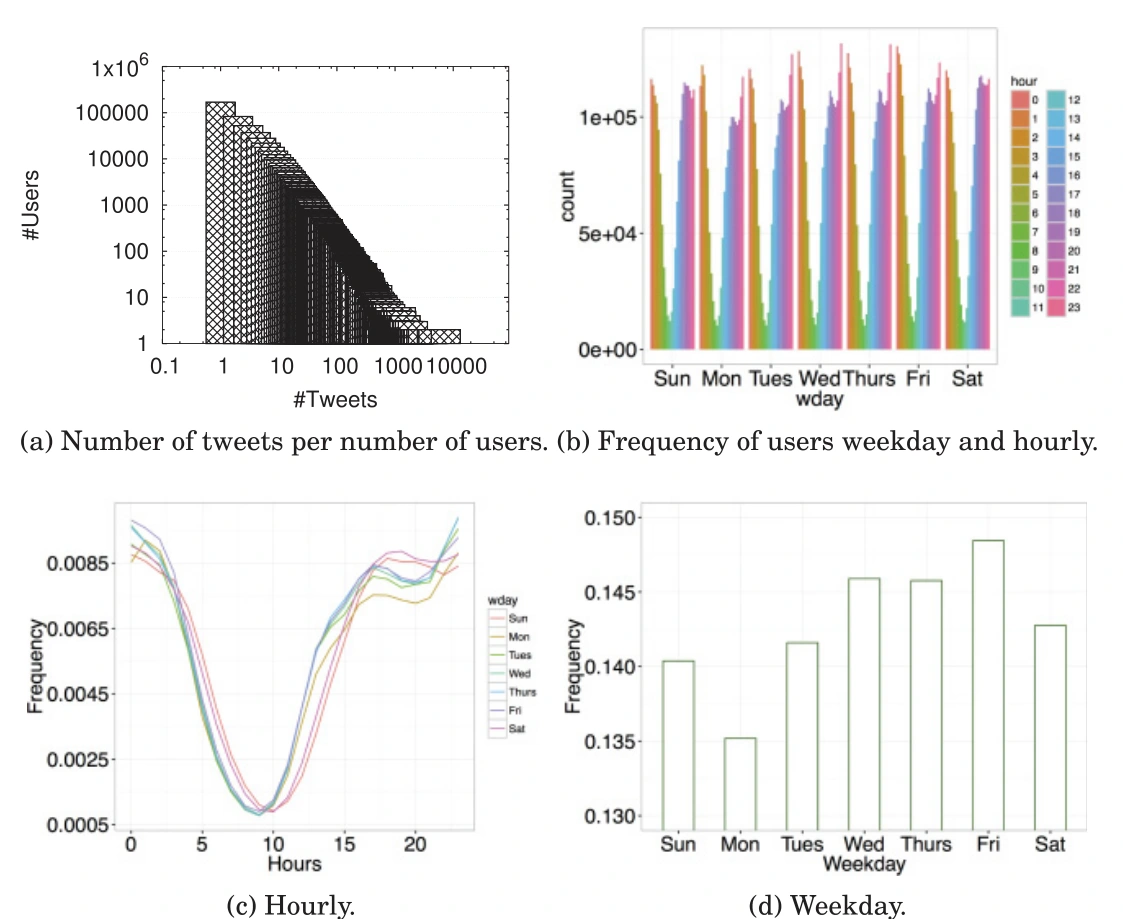 1x10^6
100000
10000
1000
100
10
1
#Users
0.1 1 10 100 1000 10000
#Tweets
(a) Number of tweets per number of users.
1e+05
5e+04
0e+00
count
Sun Mon Tues Wed Thurs Fri Sat
wday
hour
0 12
1 13
2 14
3 15
4 16
5 17
6 18
7 19
8 20
9 21
10 22
11 23
(b) Frequency of users weekday and hourly.
0.0085
0.0065
0.0045
0.0025
0.0005
Frequency
0 5 10 15 20
Hours
wday
Sun
Mon
Tues
Wed
Thurs
Fri
Sat
(c) Hourly.
0.150
0.145
0.140
0.135
0.130
Frequency
Sun Mon Tues Wed Thurs Fri Sat
Weekday
(d) Weekday.